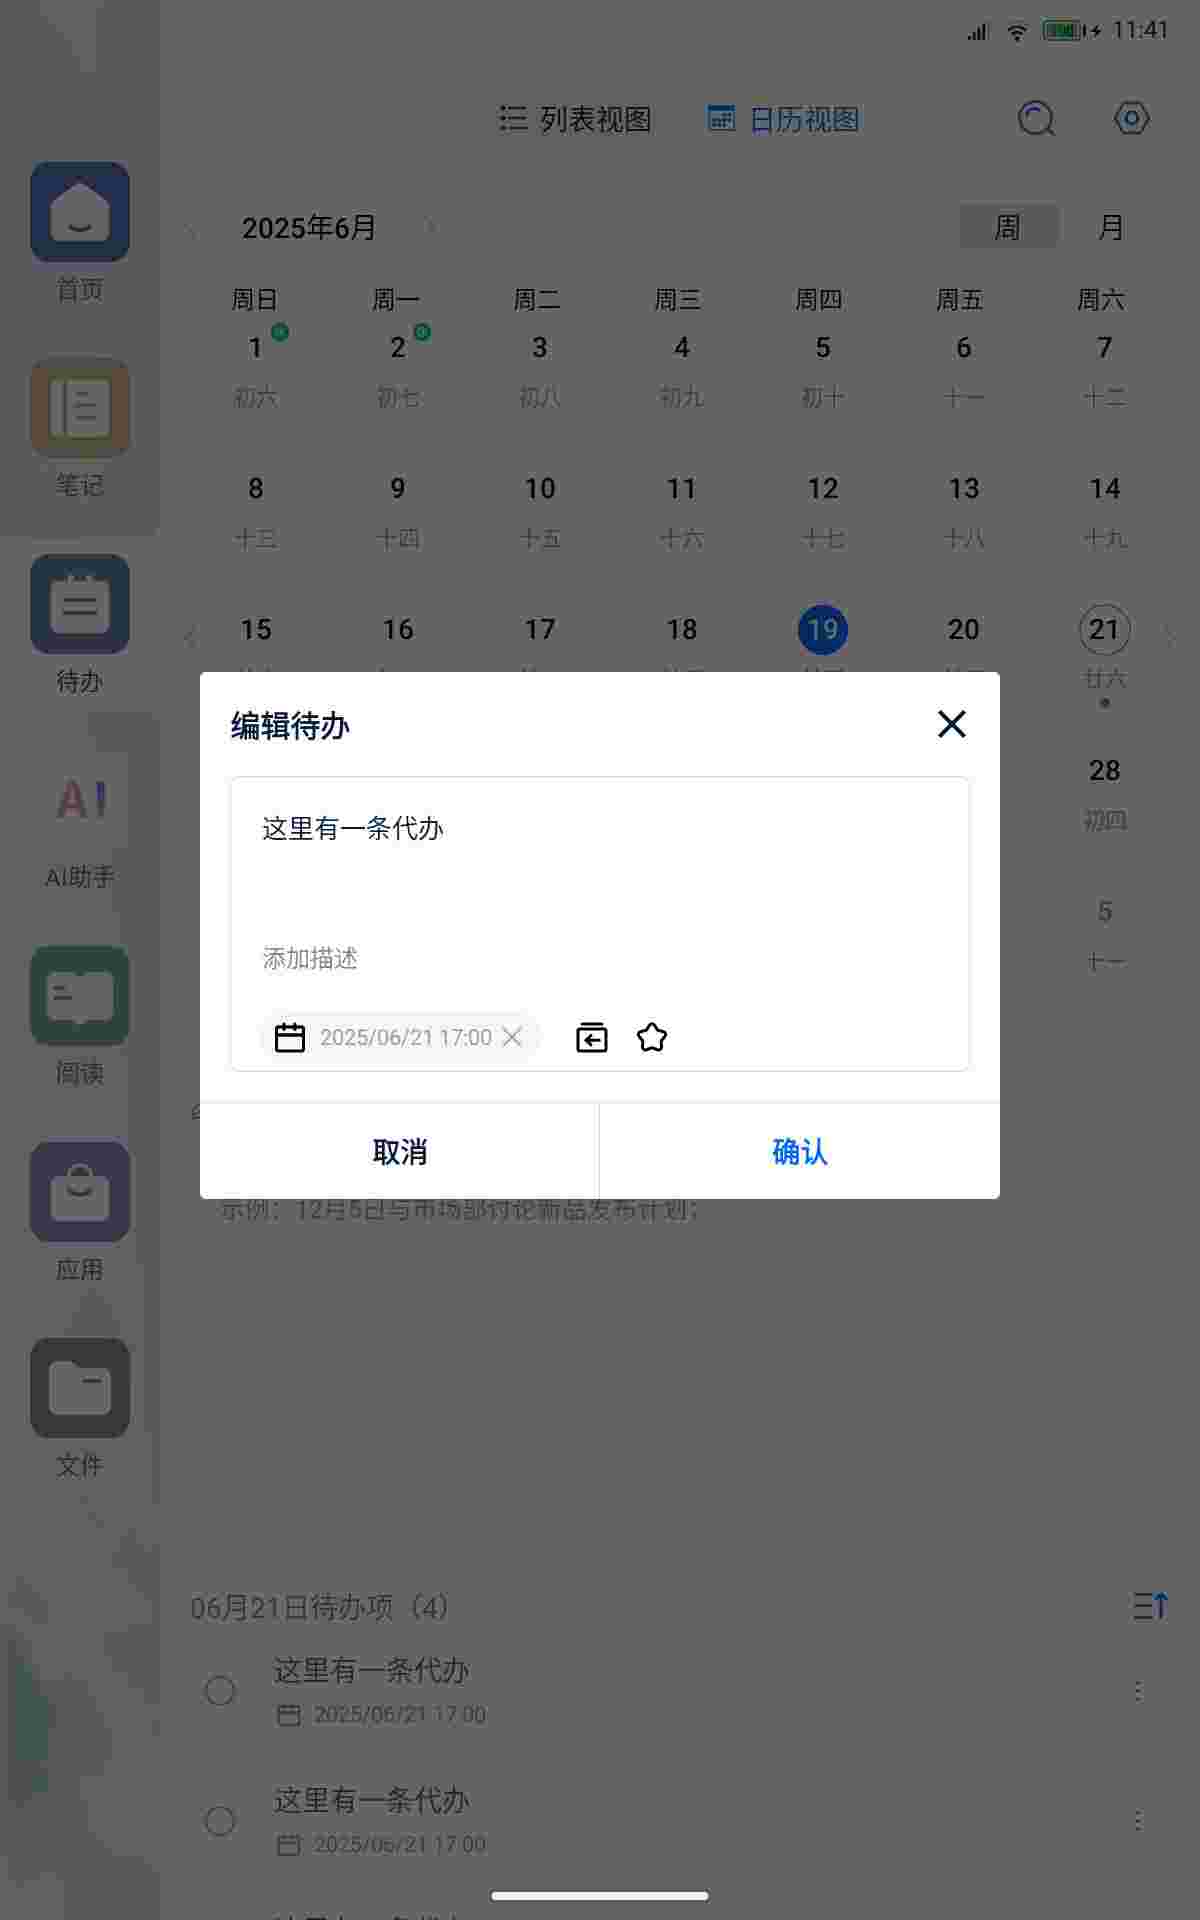 11:41
列表视图
日历视图
首页
笔记
待办
AI
AI助手
阅读
应用
文件
2025年6月
周
月
周日 周一 周二 周三 周四 周五 周六
1 2 3 4 5 6 7
初六 初七 初八 初九 初十 十一 十二
8 9 10 11 12 13 14
十三 十四 十五 十六 十七 十八 十九
15 16 17 18 19 20 21
廿六
28
初四
5
十一
编辑待办
这里有一条代办
添加描述
2025/06/21 17:00
取消
确认
示例：12月5日与市场部讨论新品发布计划；
06月21日待办项（4）
这里有一条代办
2025/06/21 17:00
这里有一条代办
2025/06/21 17:00